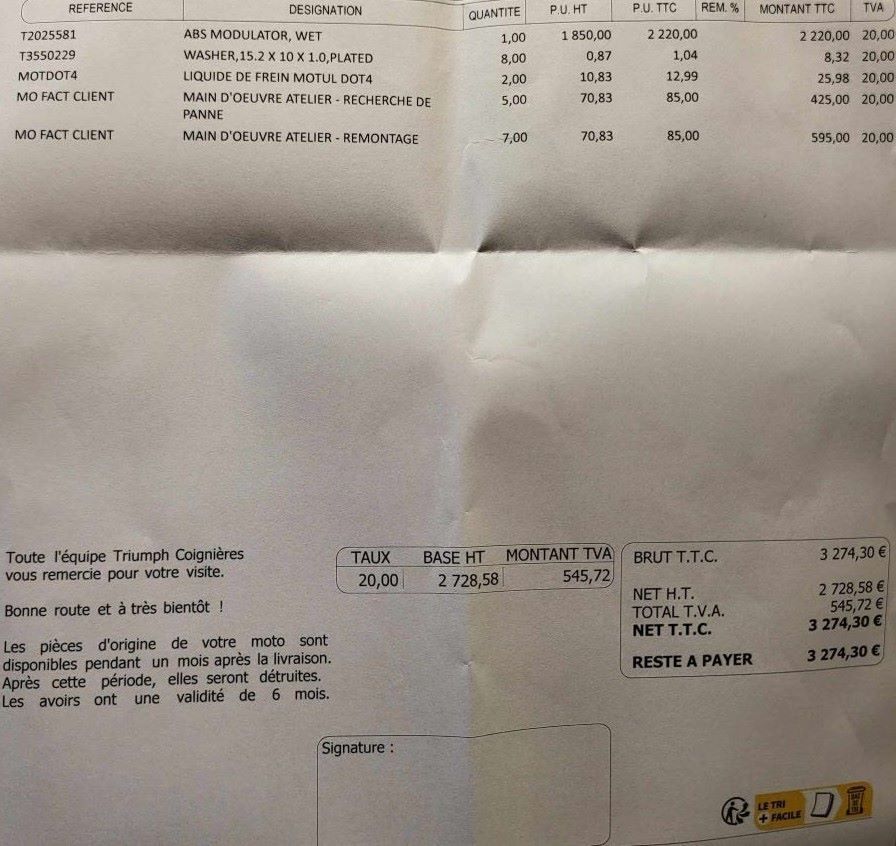 REFERENCE DESIGNATION QUANTITE P.U. HT P.U. TTC REM. % MONTANT TTC TVA
T2025581 ABS MODULATOR, WET 1,00 1 850,00 2 220,00 2 220,00 20,00
T3550229 WASHER,15.2 X 10 X 1.0,PLATED 8,00 0,87 1,04 8,32 20,00
MOTDOT4 LIQUIDE DE FREIN MOTUL DOT4 2,00 10,83 12,99 25,98 20,00
MO FACT CLIENT MAIN D'OEUVRE ATELIER - RECHERCHE DE 5,00 70,83 85,00 425,00 20,00
PANNE
MO FACT CLIENT MAIN D'OEUVRE ATELIER - REMONTAGE 7,00 70,83 85,00 595,00 20,00
Toute l'équipe Triumph Coignières
vous remercie pour votre visite.
Bonne route et à très bientôt !
Les pièces d'origine de votre moto sont
disponibles pendant un mois après la livraison.
Après cette période, elles seront détruites.
Les avoirs ont une validité de 6 mois.
TAUX BASE HT MONTANT TVA
20,00 2 728,58 545,72
BRUT T.T.C. 3 274,30 €
NET H.T. 2 728,58 €
TOTAL T.V.A. 545,72 €
NET T.T.C. 3 274,30 €
RESTE A PAYER 3 274,30 €
Signature :
LE TRI
+ FACILE
BAC
DE
TRI